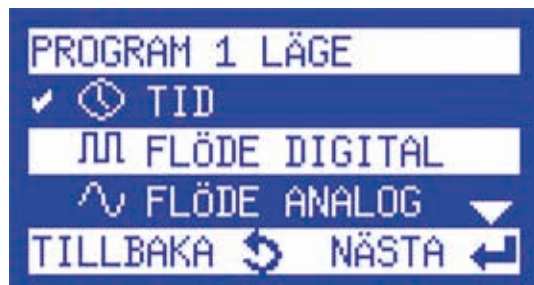 PROGRAM 1 LÄGE
TID
FLÖDE DIGITAL
FLÖDE ANALOG
TILLBAKA NÄSTA